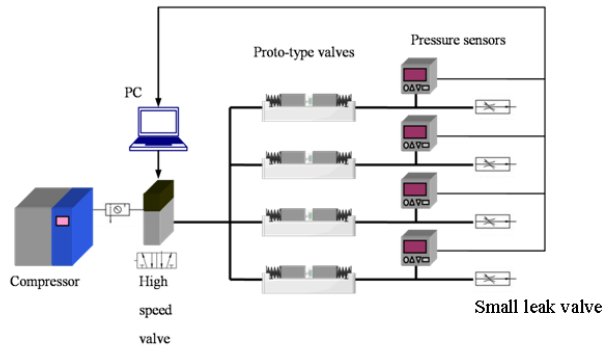 Pressure sensors
Proto-type valves
PC
Compressor
High
speed
valve
Small leak valve